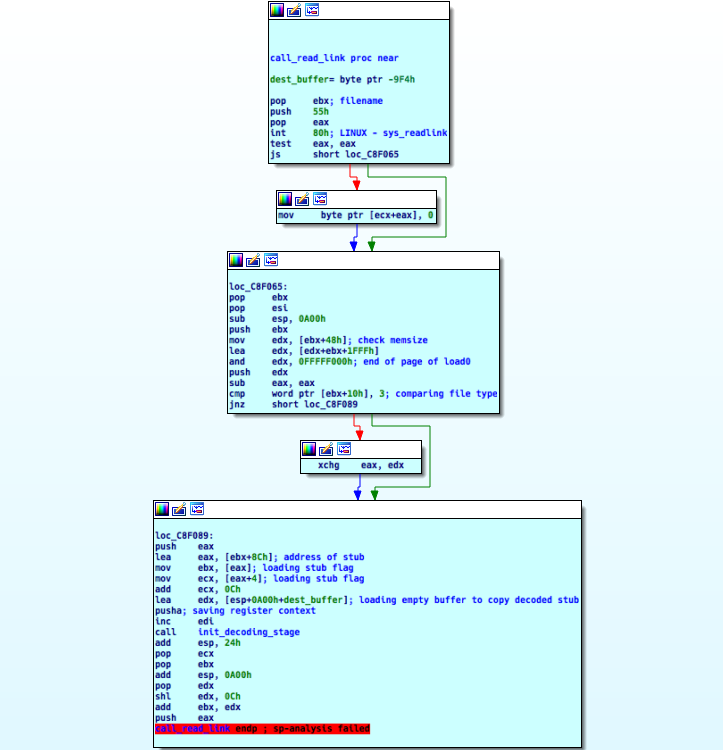 call_read_link proc near
dest_buffer= byte ptr -9F4h
pop ebx; filename
push 55h
pop eax
int 80h; LINUX - sys_readlink
test eax, eax
js short loc_C8F065
mov byte ptr [ecx+eax], 0
loc_C8F065:
pop ebx
pop esi
sub esp, 0A00h
push ebx
mov edx, [ebx+48h]; check memsize
lea edx, [edx+ebx+1FFFh]
and edx, 0FFFFF000h; end of page of load0
push edx
sub eax, eax
cmp word ptr [ebx+10h], 3; comparing file type
jnz short loc_C8F089
xchg eax, edx
loc_C8F089:
push eax
lea eax, [ebx+8Ch]; address of stub
mov ebx, [eax]; loading stub flag
mov ecx, [eax+4]; loading stub flag
add ecx, 0Ch
lea edx, [esp+0A00h+dest_buffer]; loading empty buffer to copy decoded stub
pusha; saving register context
inc edi
call init_decoding_stage
add esp, 24h
pop ecx
pop ebx
add esp, 0A00h
pop edx
shl edx, 0Ch
add ebx, edx
push eax
call_read_link endp ; sp-analysis failed